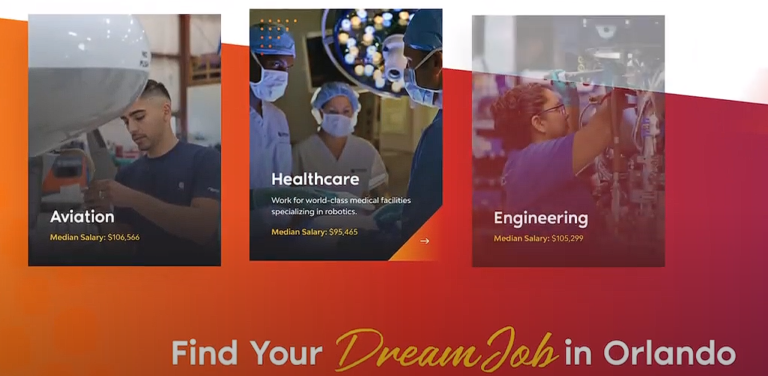 Aviation
Median Salary: $106,566
Healthcare
Work for world-class medical facilities
specializing in robotics.
Median Salary: $95,465
→
Engineering
Median Salary: $105,299
Find Your Dream Job in Orlando